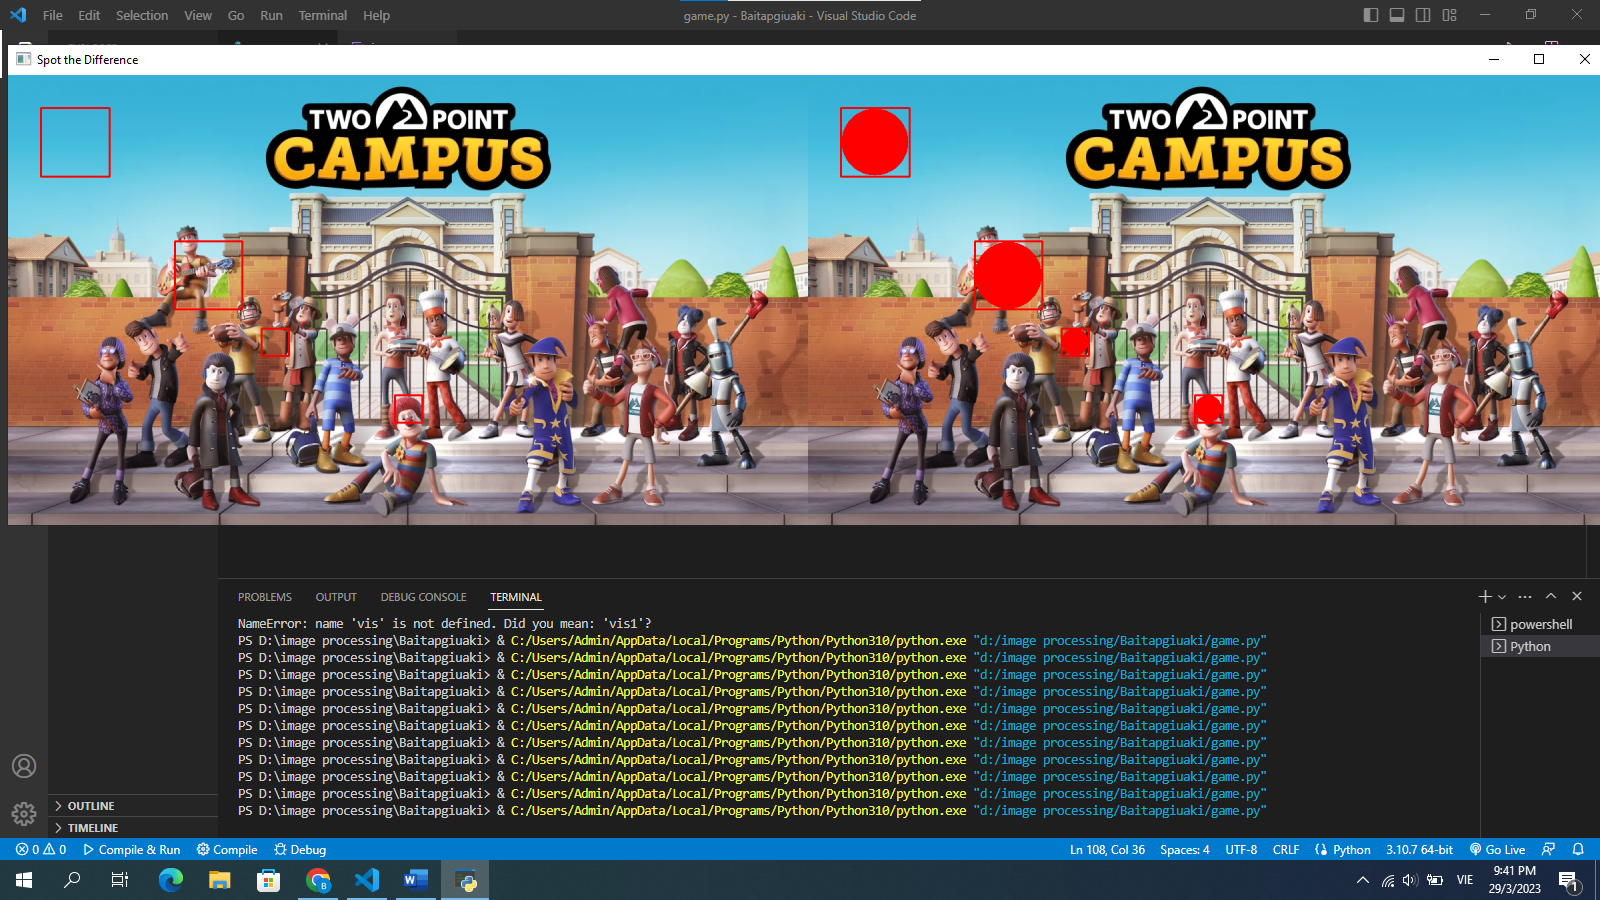 File Edit Selection View Go Run Terminal Help
game.py - Baitapgiuaki - Visual Studio Code
Spot the Difference
TWO POINT
CAMPUS
TWO POINT
CAMPUS
PROBLEMS OUTPUT DEBUG CONSOLE TERMINAL
NameError: name 'vis' is not defined. Did you mean: 'vis1'?
PS D:\image processing\Baitapgiuaki> & C:/Users/Admin/AppData/Local/Programs/Python/Python310/python.exe "d:/image processing/Baitapgiuaki/game.py"
PS D:\image processing\Baitapgiuaki> & C:/Users/Admin/AppData/Local/Programs/Python/Python310/python.exe "d:/image processing/Baitapgiuaki/game.py"
PS D:\image processing\Baitapgiuaki> & C:/Users/Admin/AppData/Local/Programs/Python/Python310/python.exe "d:/image processing/Baitapgiuaki/game.py"
PS D:\image processing\Baitapgiuaki> & C:/Users/Admin/AppData/Local/Programs/Python/Python310/python.exe "d:/image processing/Baitapgiuaki/game.py"
PS D:\image processing\Baitapgiuaki> & C:/Users/Admin/AppData/Local/Programs/Python/Python310/python.exe "d:/image processing/Baitapgiuaki/game.py"
PS D:\image processing\Baitapgiuaki> & C:/Users/Admin/AppData/Local/Programs/Python/Python310/python.exe "d:/image processing/Baitapgiuaki/game.py"
PS D:\image processing\Baitapgiuaki> & C:/Users/Admin/AppData/Local/Programs/Python/Python310/python.exe "d:/image processing/Baitapgiuaki/game.py"
PS D:\image processing\Baitapgiuaki> & C:/Users/Admin/AppData/Local/Programs/Python/Python310/python.exe "d:/image processing/Baitapgiuaki/game.py"
PS D:\image processing\Baitapgiuaki> & C:/Users/Admin/AppData/Local/Programs/Python/Python310/python.exe "d:/image processing/Baitapgiuaki/game.py"
PS D:\image processing\Baitapgiuaki> & C:/Users/Admin/AppData/Local/Programs/Python/Python310/python.exe "d:/image processing/Baitapgiuaki/game.py"
PS D:\image processing\Baitapgiuaki> & C:/Users/Admin/AppData/Local/Programs/Python/Python310/python.exe "d:/image processing/Baitapgiuaki/game.py"
powershell
Python
OUTLINE
TIMELINE
0 0 Compile & Run Compile Debug
Ln 108, Col 36 Spaces: 4 UTF-8 CRLF Python 3.10.7 64-bit Go Live
VIE
9:41 PM
29/3/2023
1